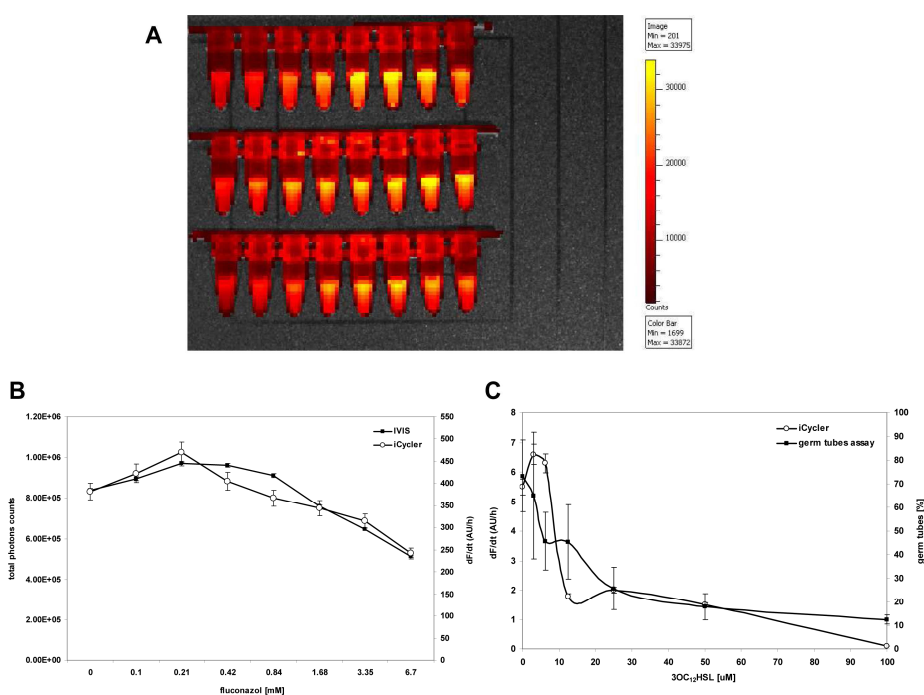 A
Image
Min = 201
Max = 33975
30000
20000
10000
Counts
Color Bar
Min = 1699
Max = 33872
B
1.20E+06
1.00E+06
8.00E+05
6.00E+05
4.00E+05
2.00E+05
0.00E+00
total photons counts
IVIS
iCycler
550
500
450
400
350
300
250
200
150
100
50
0
dF/dt (AU/h)
0 0.1 0.21 0.42 0.84 1.68 3.35 6.7
fluconazol [mM]
C
8
7
6
5
4
3
2
1
0
dF/dt (AU/h)
iCycler
germ tubes assay
100
90
80
70
60
50
40
30
20
10
0
germ tubes [%]
0 10 20 30 40 50 60 70 80 90 100
3OC₁₂HSL [uM]